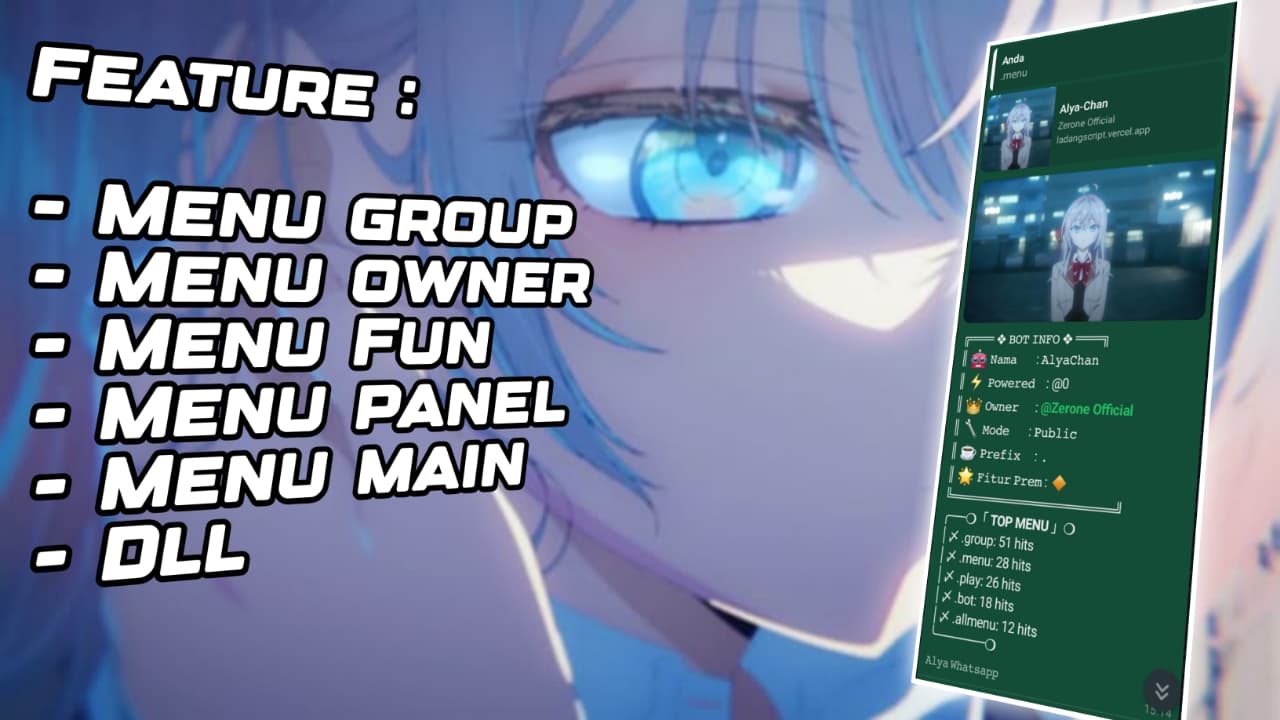 Feature :
- Menu group
- Menu owner
- Menu Fun
- Menu panel
- Menu main
- Dll
Anda
.menu
Alya-Chan
Zerone Official
ladangscript.vercel.app
╔═══ ❖ BOT INFO ❖ ═══╗
║ 🤖 Nama :AlyaChan
║ ⚡ Powered :@0
║ 👑 Owner :@Zerone Official
║ 🔧 Mode :Public
║ ☕ Prefix : .
║ 🌟 Fitur Prem: 🔸
「 TOP MENU 」
〆 .group: 51 hits
〆 .menu: 28 hits
〆 .play: 26 hits
〆 .bot: 18 hits
〆 .allmenu: 12 hits
Alya Whatsapp
15.14